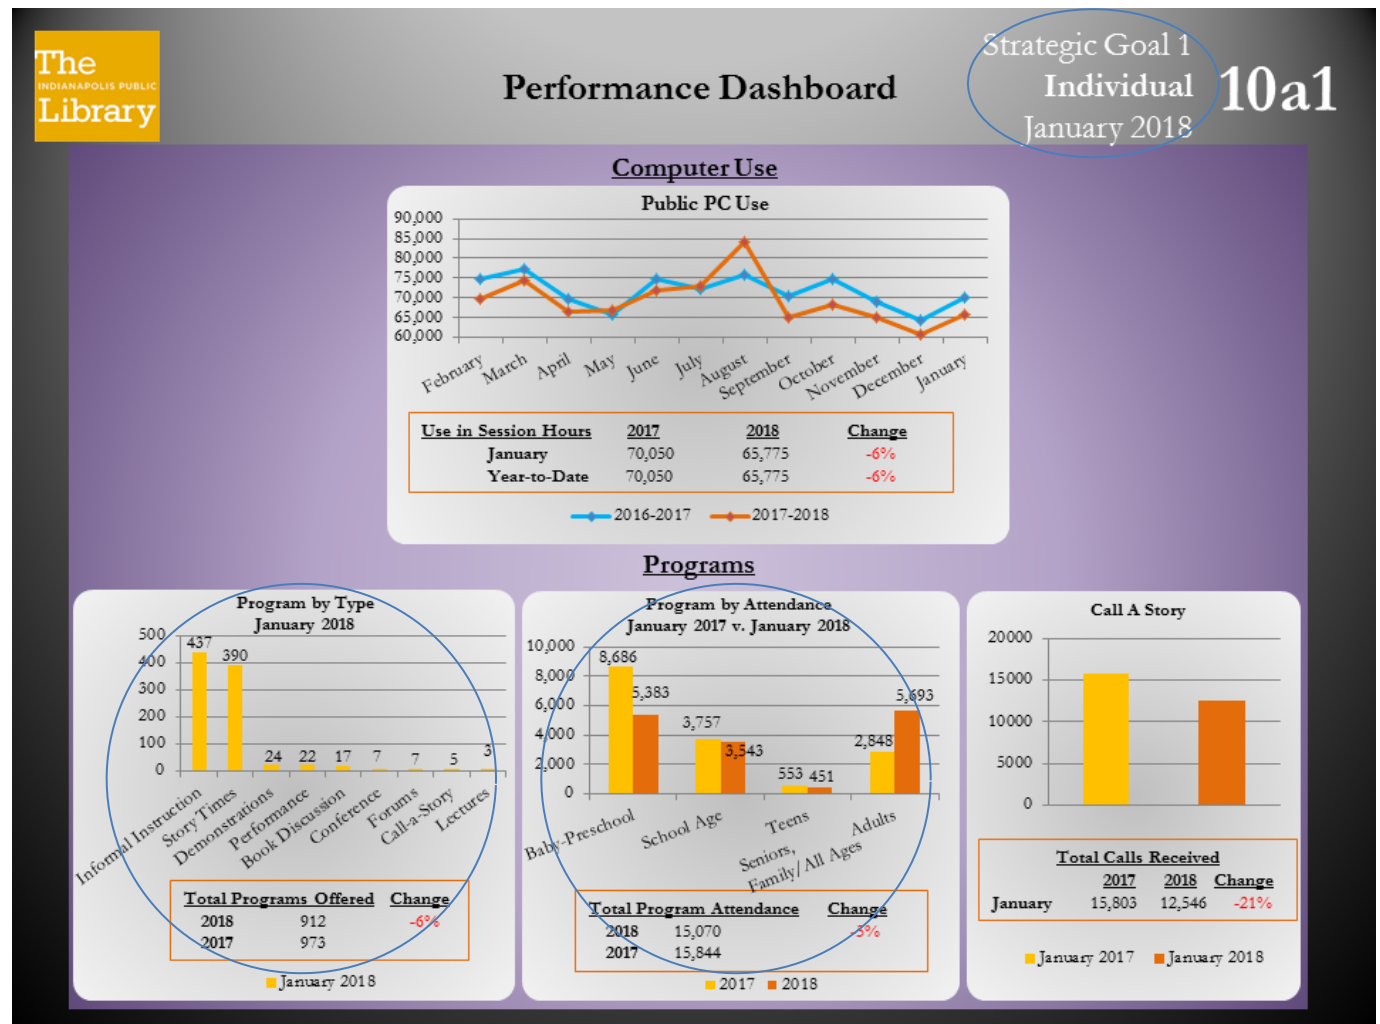 The
INDIANAPOLIS PUBLIC
Library
Performance Dashboard
Strategic Goal 1
Individual
January 2018
10a1
Computer Use
Public PC Use
90,000
85,000
80,000
75,000
70,000
65,000
60,000
February March April May June July August September October November December January
Use in Session Hours 2017 2018 Change
January 70,050 65,775 -6%
Year-to-Date 70,050 65,775 -6%
2016-2017 2017-2018
Programs
Program by Type
January 2018
500
400
300
200
100
0
437 390 24 22 17 7 7 5 3
Informal Instruction Story Times Demonstrations Performance Book Discussion Conference Forums Call-a-Story Lectures
Total Programs Offered Change
2018 912 -6%
2017 973
January 2018
Program by Attendance
January 2017 v. January 2018
10,000
8,000
6,000
4,000
2,000
0
8,686 5,383 3,757 3,543 553 451 2,848 5,693
Baby-Preschool School Age Teens Adults
Seniors,
Family/All Ages
Total Program Attendance Change
2018 15,070 -5%
2017 15,844
2017 2018
Call A Story
20000
15000
10000
5000
0
Total Calls Received
2017 2018 Change
January 15,803 12,546 -21%
January 2017 January 2018